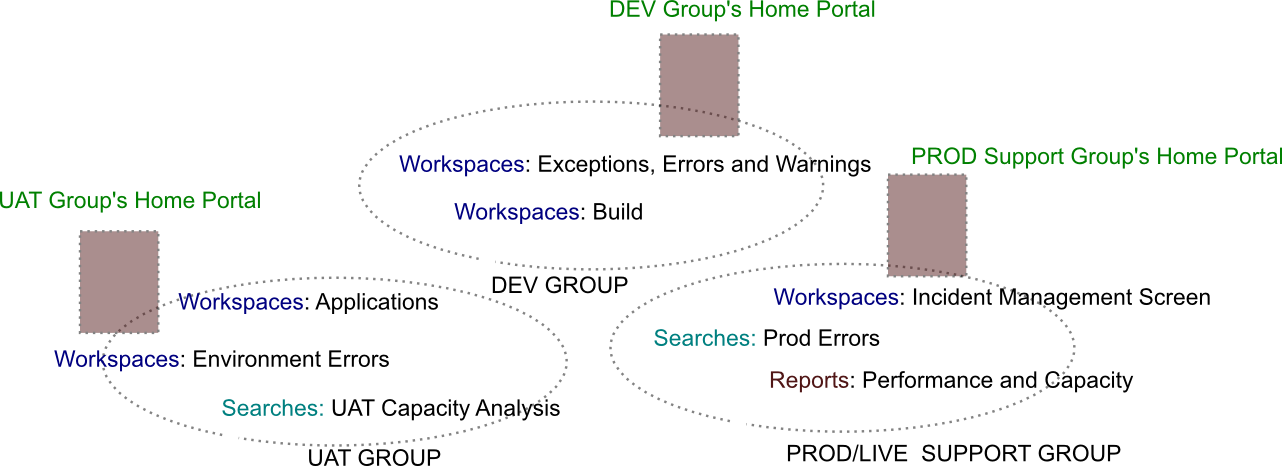 DEV Group's Home Portal
Workspaces: Exceptions, Errors and Warnings
Workspaces: Build
DEV GROUP
UAT Group's Home Portal
Workspaces: Applications
Workspaces: Environment Errors
Searches: UAT Capacity Analysis
UAT GROUP
PROD Support Group's Home Portal
Workspaces: Incident Management Screen
Searches: Prod Errors
Reports: Performance and Capacity
PROD/LIVE  SUPPORT GROUP